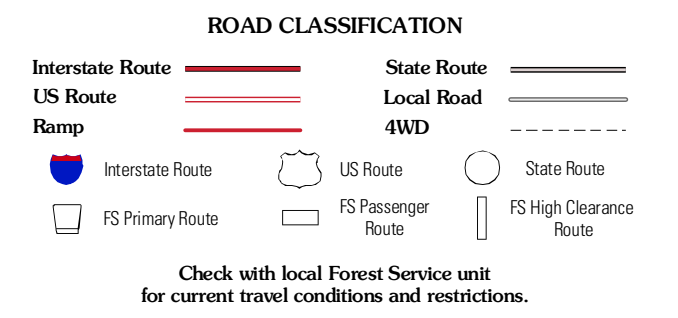 ROAD CLASSIFICATION
Interstate Route
State Route
US Route
Local Road
Ramp
4WD
Interstate Route
US Route
State Route
FS Primary Route
FS Passenger
Route
FS High Clearance
Route
Check with local Forest Service unit
for current travel conditions and restrictions.